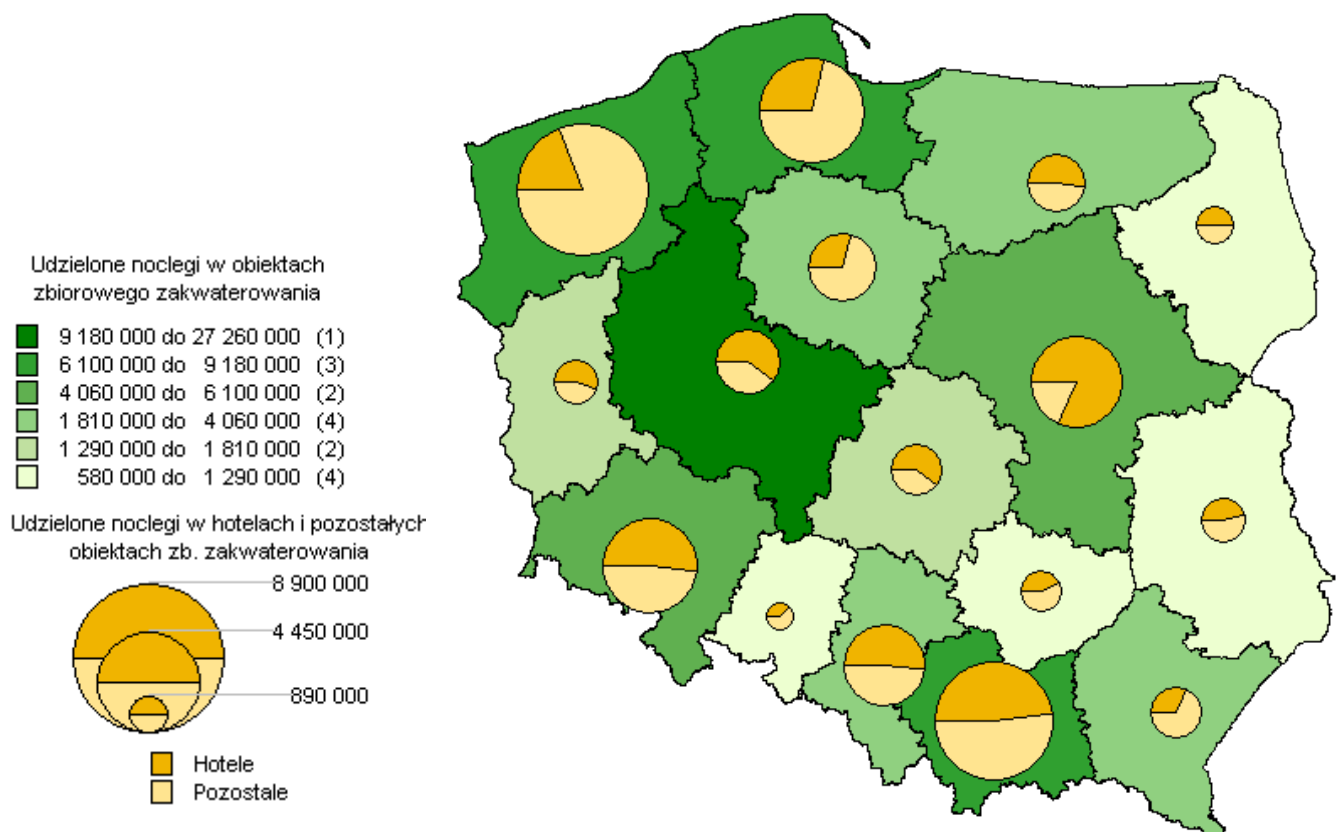 Udzielone noclegi w obiektach
zbiorowego zakwaterowania
9 180 000 do 27 260 000 (1)
6 100 000 do 9 180 000 (3)
4 060 000 do 6 100 000 (2)
1 810 000 do 4 060 000 (4)
1 290 000 do 1 810 000 (2)
580 000 do 1 290 000 (4)
Udzielone noclegi w hotelach i pozostałych
obiektach zb. zakwaterowania
8 900 000
4 450 000
890 000
Hotele
Pozostale